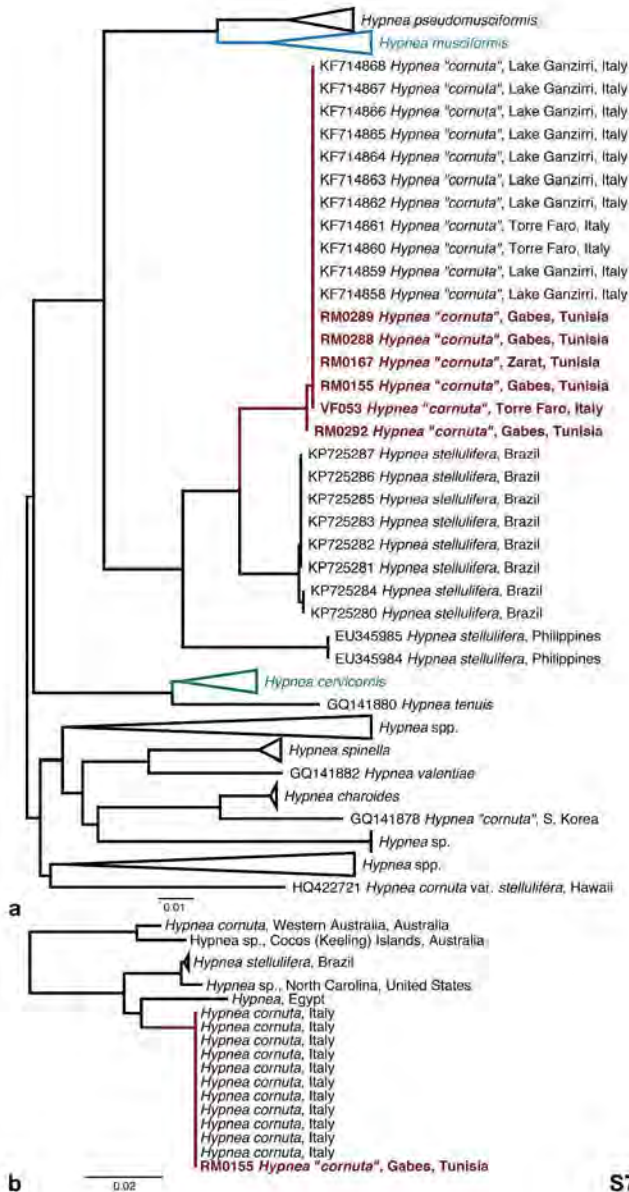 Hypnea pseudomusciformis
Hypnea musciformis
KF714868 Hypnea "cornuta", Lake Ganzirri, Italy
KF714867 Hypnea "cornuta", Lake Ganzirri, Italy
KF714866 Hypnea "cornuta", Lake Ganzirri, Italy
KF714865 Hypnea "cornuta", Lake Ganzirri, Italy
KF714864 Hypnea "cornuta", Lake Ganzirri, Italy
KF714863 Hypnea "cornuta", Lake Ganzirri, Italy
KF714862 Hypnea "cornuta", Lake Ganzirri, Italy
KF714861 Hypnea "cornuta", Torre Faro, Italy
KF714860 Hypnea "cornuta", Torre Faro, Italy
KF714859 Hypnea "cornuta", Lake Ganzirri, Italy
KF714858 Hypnea "cornuta", Lake Ganzirri, Italy
RM0289 Hypnea "cornuta", Gabes, Tunisia
RM0288 Hypnea "cornuta", Gabes, Tunisia
RM0167 Hypnea "cornuta", Zarat, Tunisia
RM0155 Hypnea "cornuta", Gabes, Tunisia
VF053 Hypnea "cornuta", Torre Faro, Italy
RM0292 Hypnea "cornuta", Gabes, Tunisia
KP725287 Hypnea stellulifera, Brazil
KP725286 Hypnea stellulifera, Brazil
KP725285 Hypnea stellulifera, Brazil
KP725283 Hypnea stellulifera, Brazil
KP725282 Hypnea stellulifera, Brazil
KP725281 Hypnea stellulifera, Brazil
KP725284 Hypnea stellulifera, Brazil
KP725280 Hypnea stellulifera, Brazil
EU345985 Hypnea stellulifera, Philippines
EU345984 Hypnea stellulifera, Philippines
Hypnea cervicornis
GQ141880 Hypnea tenuis
Hypnea spp.
Hypnea spinella
GQ141882 Hypnea valentiae
Hypnea charoides
GQ141878 Hypnea "cornuta", S. Korea
Hypnea sp.
Hypnea spp.
HQ422721 Hypnea cornuta var. stellulifera, Hawaii
a
0.01
Hypnea cornuta, Western Australia, Australia
Hypnea sp., Cocos (Keeling) Islands, Australia
Hypnea stellulifera, Brazil
Hypnea sp., North Carolina, United States
Hypnea, Egypt
Hypnea cornuta, Italy
Hypnea cornuta, Italy
Hypnea cornuta, Italy
Hypnea cornuta, Italy
Hypnea cornuta, Italy
Hypnea cornuta, Italy
Hypnea cornuta, Italy
Hypnea cornuta, Italy
Hypnea cornuta, Italy
Hypnea cornuta, Italy
Hypnea cornuta, Italy
RM0155 Hypnea "cornuta", Gabes, Tunisia
b
0.02
S7